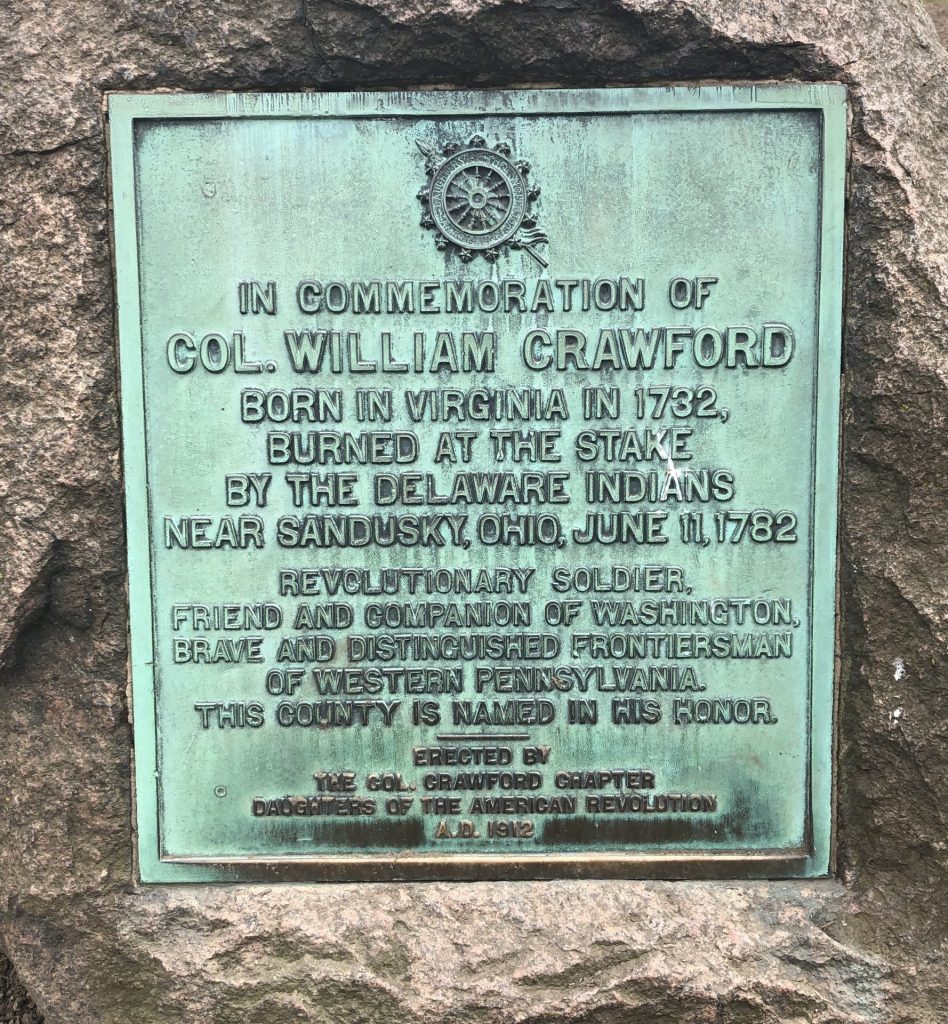 IN COMMEMORATION OF
COL. WILLIAM CRAWFORD
BORN IN VIRGINIA IN 1732,
BURNED AT THE STAKE
BY THE DELAWARE INDIANS
NEAR SANDUSKY, OHIO, JUNE 11, 1782
REVOLUTIONARY SOLDIER,
FRIEND AND COMPANION OF WASHINGTON,
BRAVE AND DISTINGUISHED FRONTIERSMAN
OF WESTERN PENNSYLVANIA.
THIS COUNTY IS NAMED IN HIS HONOR.
ERECTED BY
THE COL. CRAWFORD CHAPTER
DAUGHTERS OF THE AMERICAN REVOLUTION
A.D. 1912